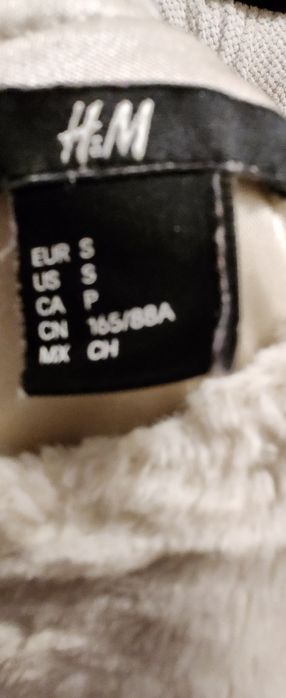 H&M
EUR S
US S
CA P
CN 165/88A
MX CH